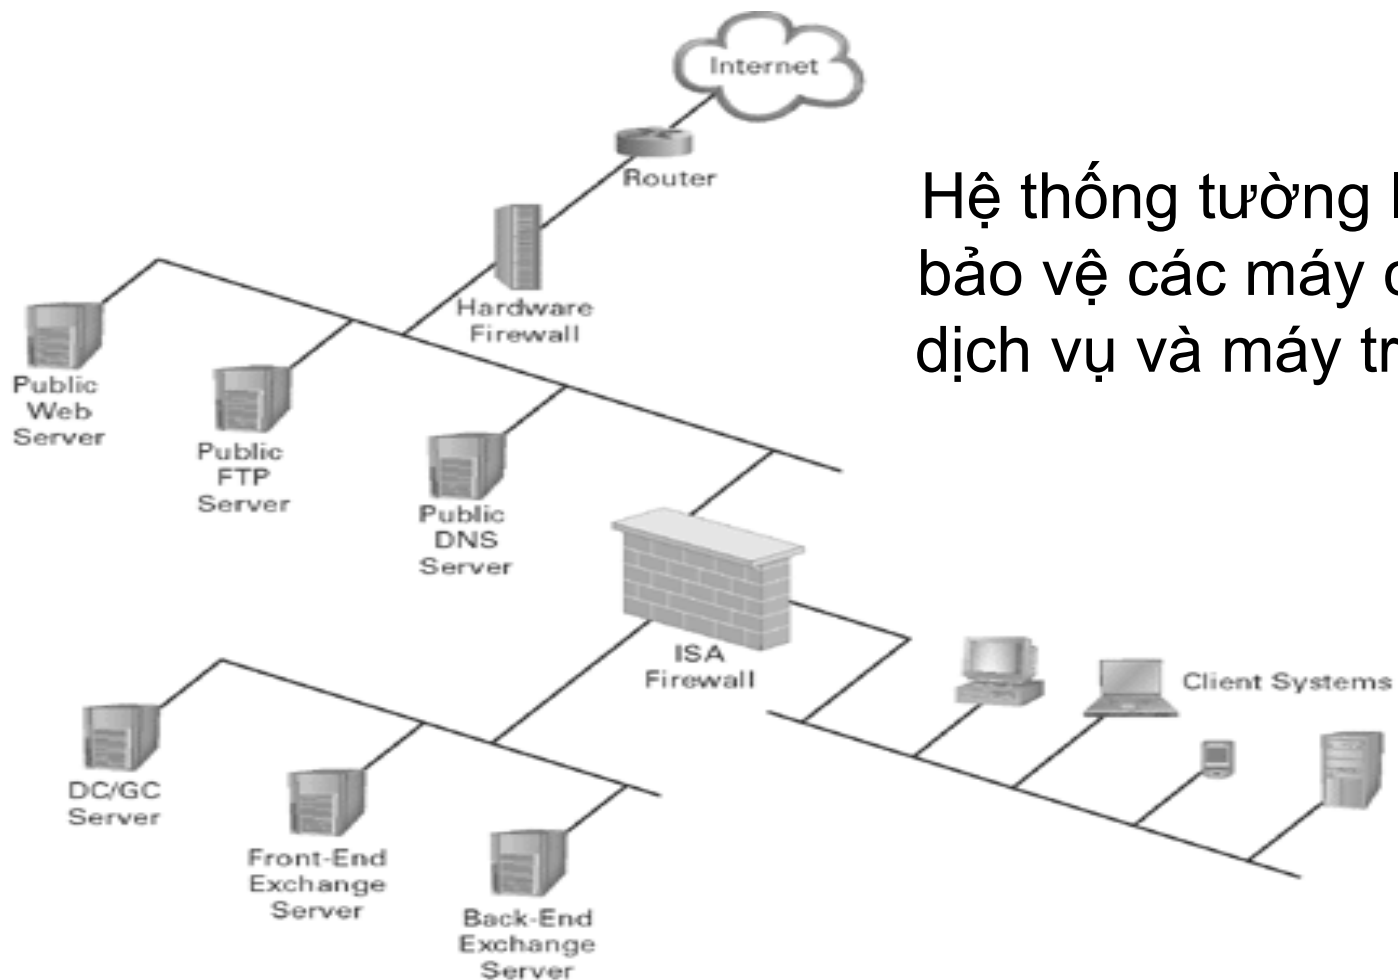 Internet
Router
Hệ thống tường
bảo vệ các máy
dịch vụ và máy
Hardware
Firewall
Public
Web
Server
Public
FTP
Server
Public
DNS
Server
ISA
Firewall
Client Systems
DC/GC
Server
Front-End
Exchange
Server
Back-End
Exchange
Server